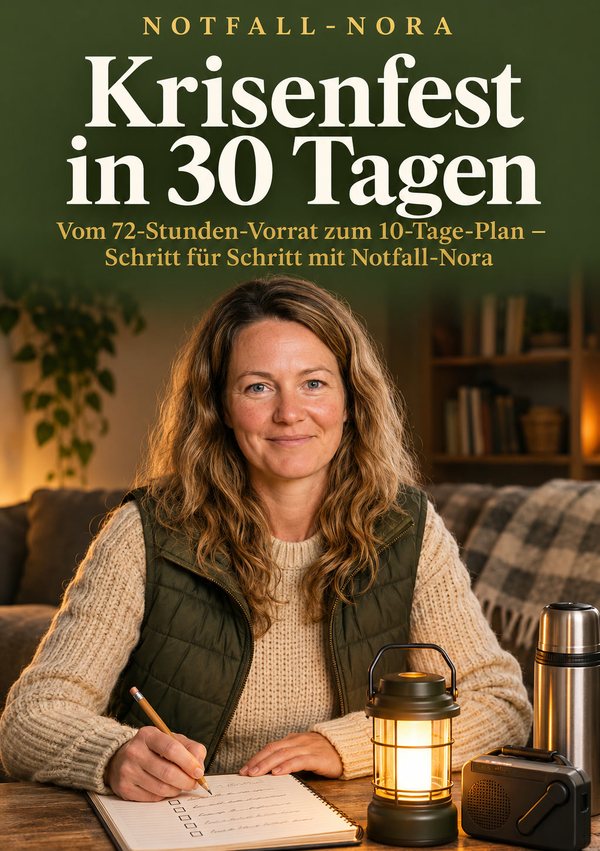 NOTFALL-NORA
Krisenfest
in 30 Tagen
Vom 72-Stunden-Vorrat zum 10-Tage-Plan –
Schritt für Schritt mit Notfall-Nora